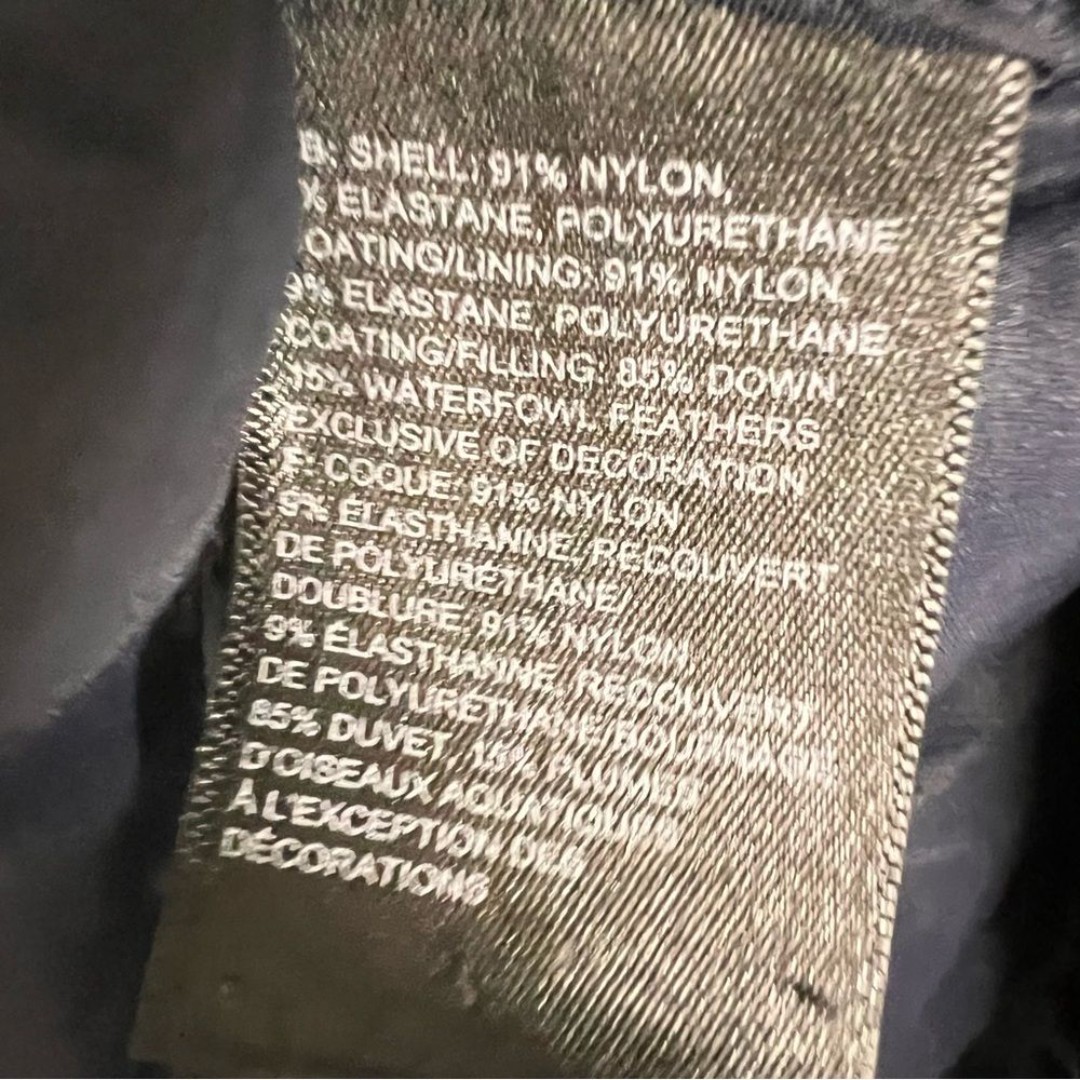 B: SHELL: 91% NYLON,
% ELASTANE, POLYURETHANE
OATING/LINING: 91% NYLON,
9% ELASTANE, POLYURETHANE
COATING/FILLING: 85% DOWN
15% WATERFOWL FEATHERS
EXCLUSIVE OF DECORATION
F: COQUE: 91% NYLON
9% ÉLASTHANNE, RECOUVERT
DE POLYURÉTHANE/
DOUBLURE: 91% NYLON
9% ÉLASTHANNE, RECOUVERT
DE POLYURÉTHANE/BOURRAGE:
85% DUVET, 15% PLUMES
D'OISEAUX AQUATIQUES
À L'EXCEPTION DES
DÉCORATIONS